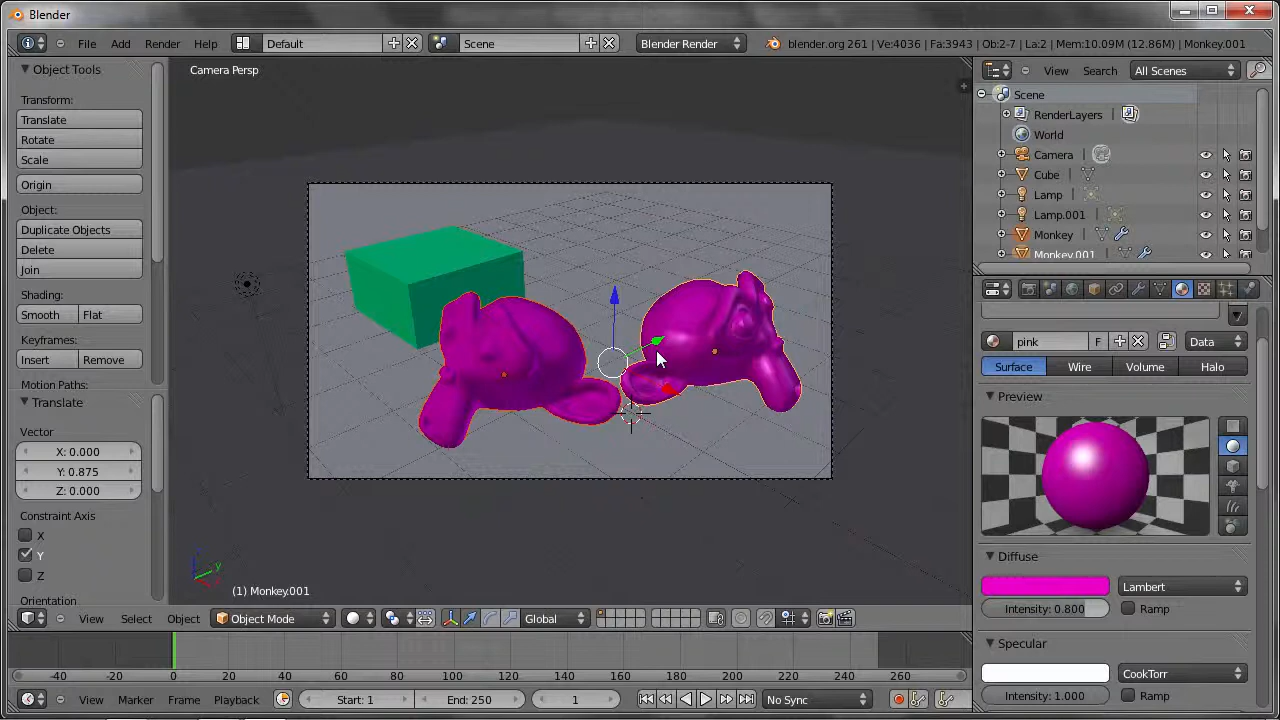 Blender
File Add Render Help Default Scene Blender Render blender.org 261 | Ve:4036 | Fa:3943 | Ob:2-7 | La:2 | Mem:10.09M (12.86M) | Monkey.001
Object Tools
Transform:
Translate
Rotate
Scale
Origin
Object:
Duplicate Objects
Delete
Join
Shading:
Smooth Flat
Keyframes:
Insert Remove
Motion Paths:
Translate
Vector
X: 0.000
Y: 0.875
Z: 0.000
Constraint Axis
X
Y
Z
Orientation
Camera Persp
y
(1) Monkey.001
View Select Object Object Mode Global
-40 -20 0 20 40 60 80 100 120 140 160 180 200 220 240 260
View Marker Frame Playback Start: 1 End: 250 1 No Sync
View Search All Scenes
Scene
RenderLayers |
World
Camera |
Cube |
Lamp |
Lamp.001 |
Monkey |
Monkey.001 |
pink F Data
Surface Wire Volume Halo
Preview
Diffuse
Lambert
Intensity: 0.800 Ramp
Specular
CookTorr
Intensity: 1.000 Ramp